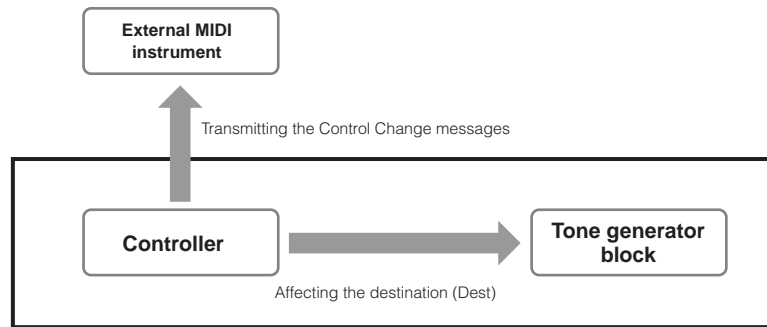 External MIDI
instrument
Transmitting the Control Change messages
Controller
Tone generator
block
Affecting the destination (Dest)